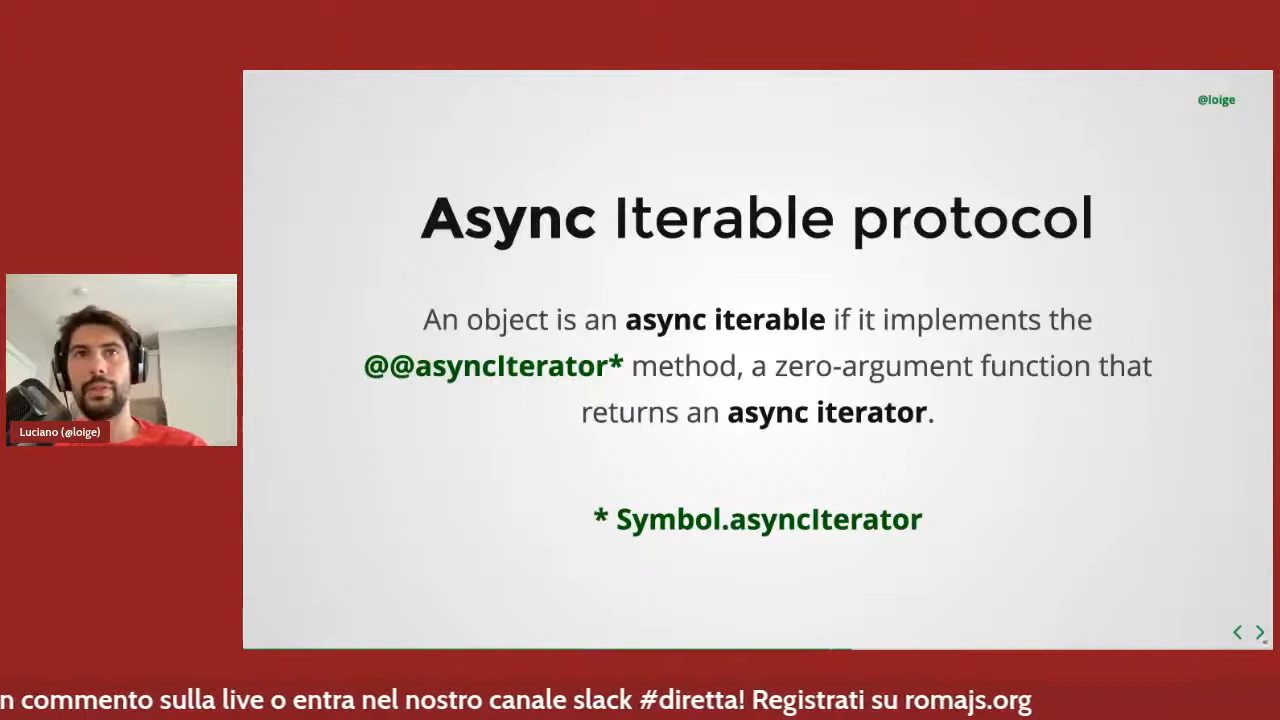 @loige
Async Iterable protocol
An object is an async iterable if it implements the
@@asyncIterator* method, a zero-argument function that
returns an async iterator.
* Symbol.asyncIterator
Luciano (@loige)
n commento sulla live o entra nel nostro canale slack #diretta! Registrati su romajs.org